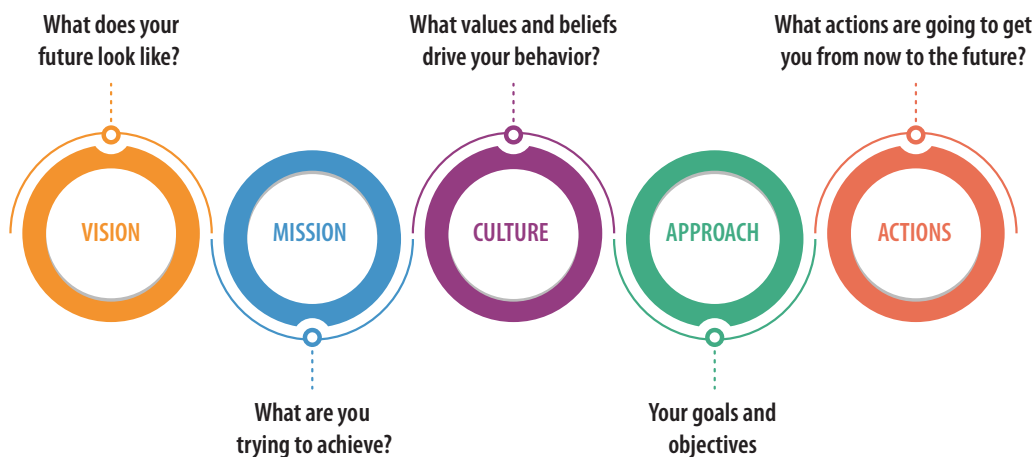 What does your
future look like?
What values and beliefs
drive your behavior?
What actions are going to get
you from now to the future?
VISION
MISSION
CULTURE
APPROACH
ACTIONS
What are you
trying to achieve?
Your goals and
objectives